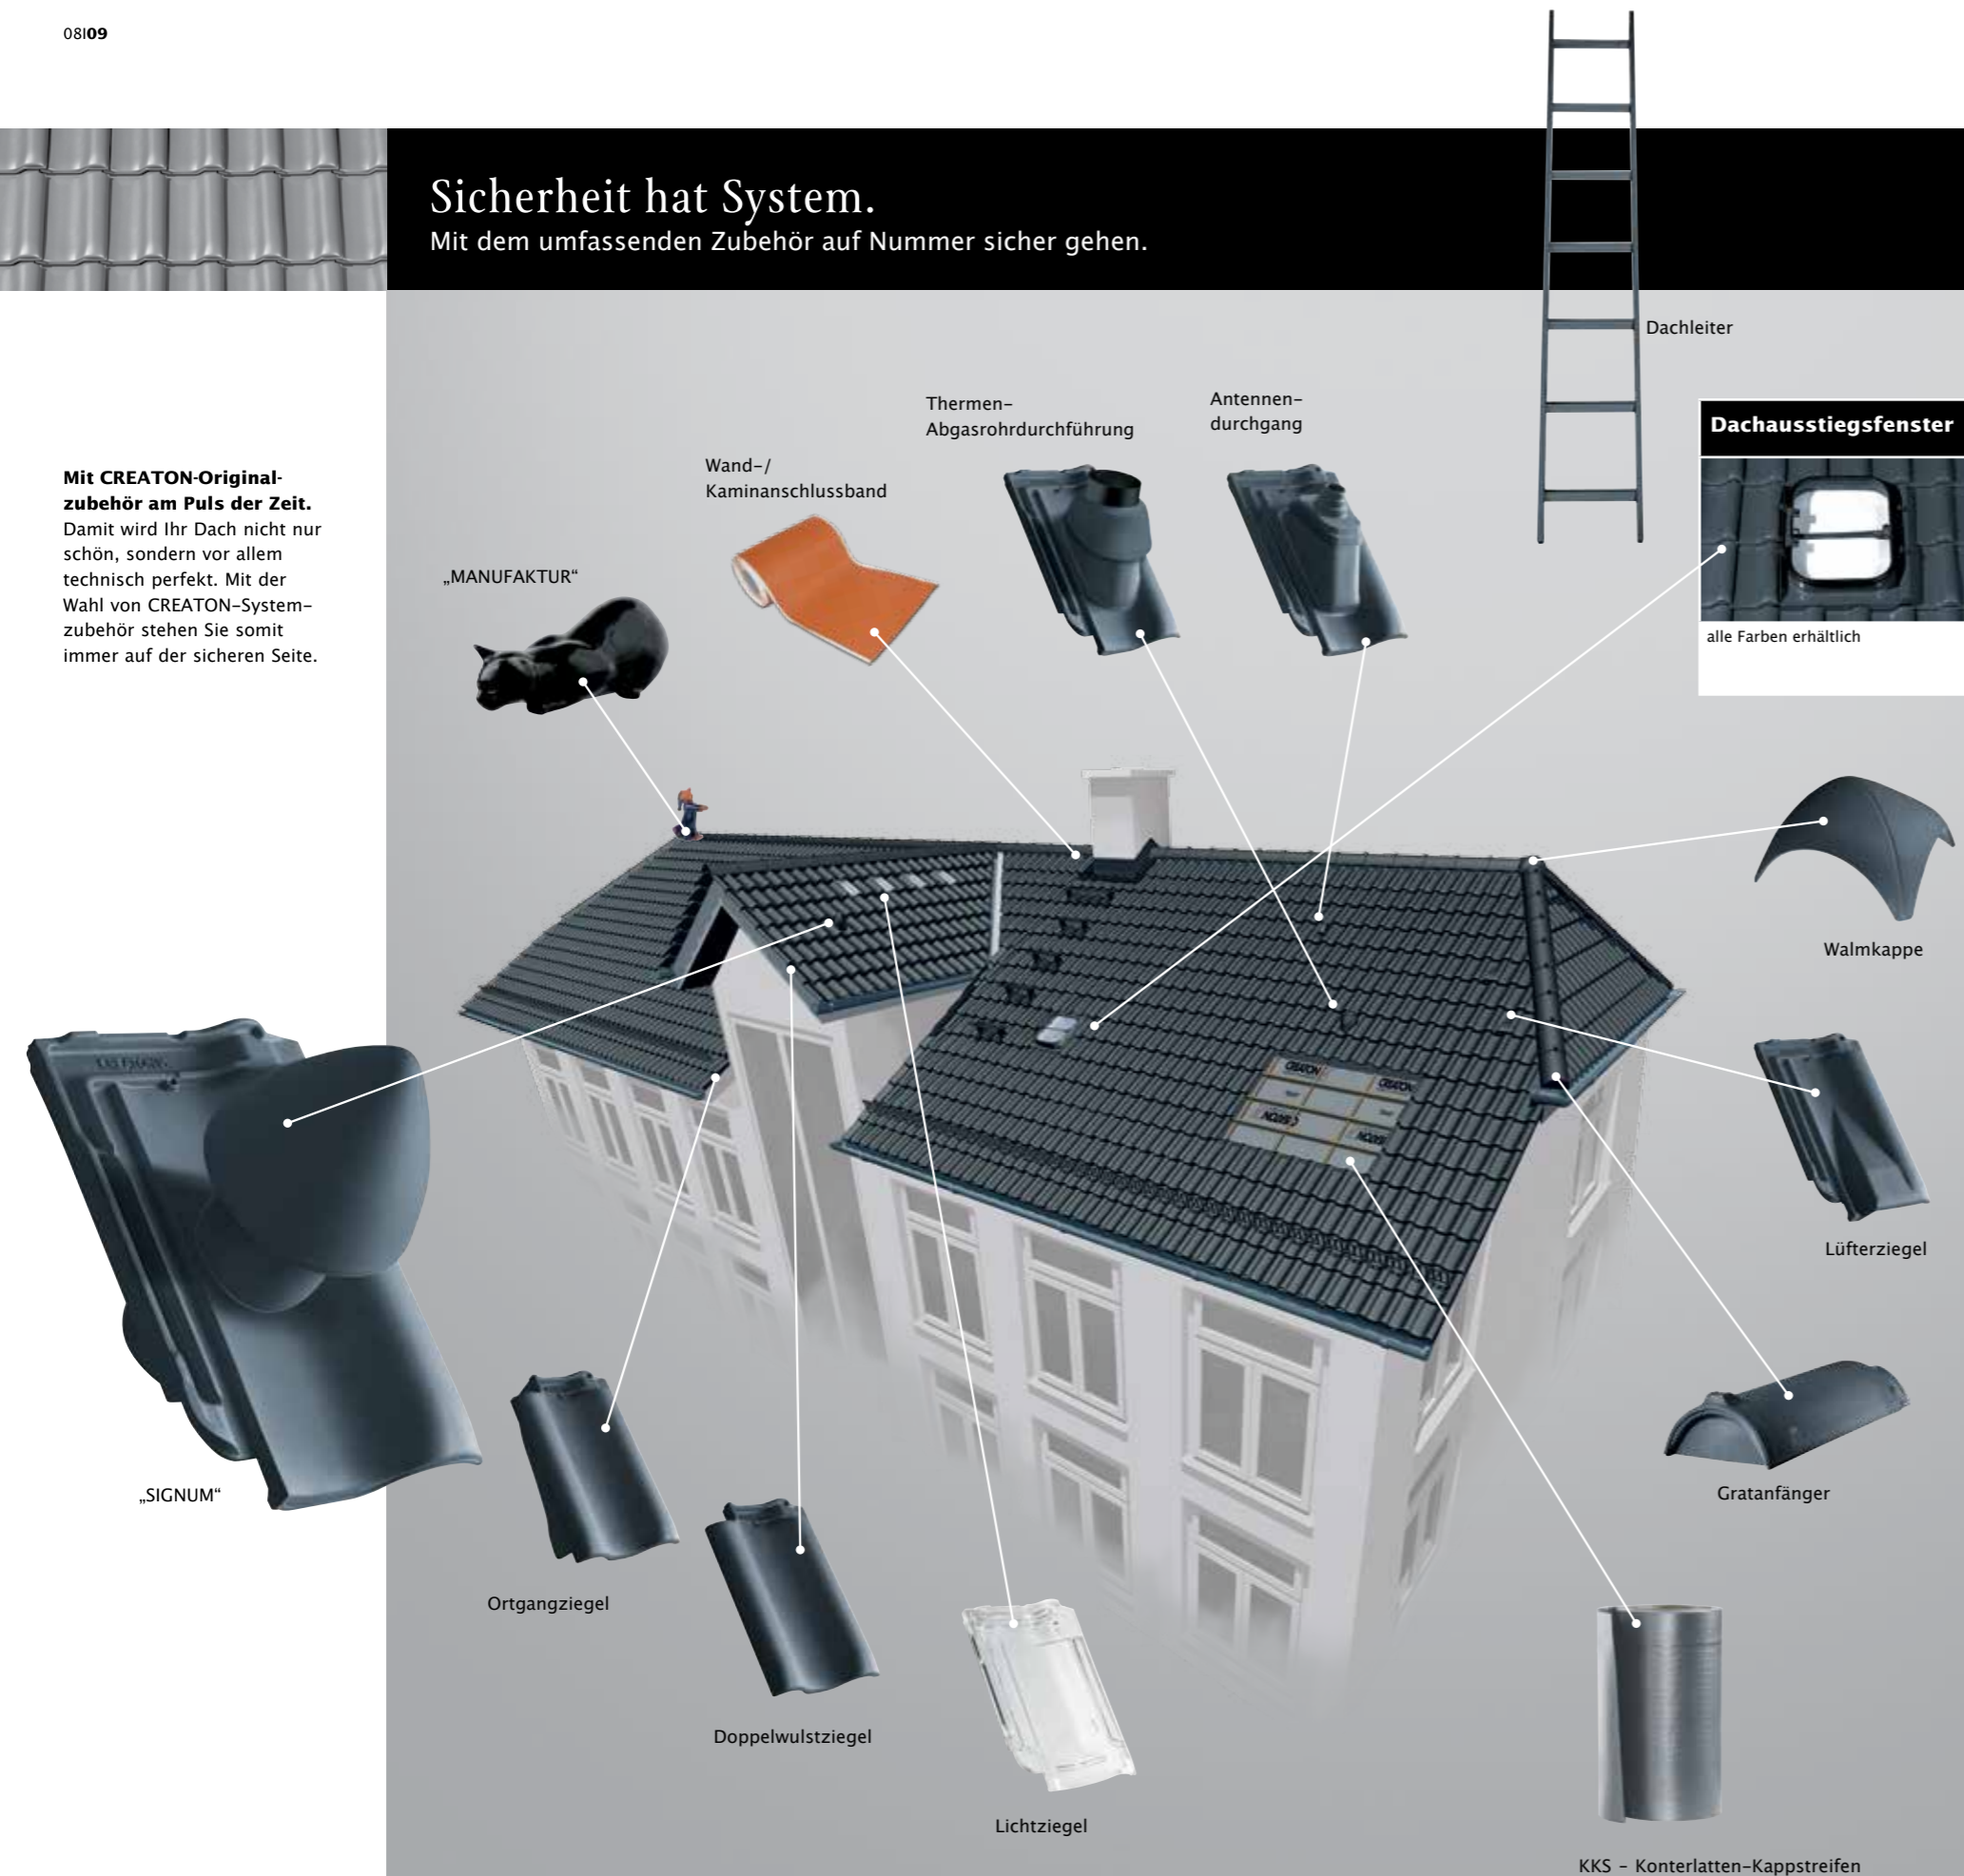 08|09
Sicherheit hat System.
Mit dem umfassenden Zubehör auf Nummer sicher gehen.
Mit CREATON-Original-
zubehör am Puls der Zeit.
Damit wird Ihr Dach nicht nur
schön, sondern vor allem
technisch perfekt. Mit der
Wahl von CREATON-System-
zubehör stehen Sie somit
immer auf der sicheren Seite.
Dachleiter
Thermen-
Abgasrohrdurchführung
Antennen-
durchgang
Dachausstiegsfenster
alle Farben erhältlich
Wand-/
Kaminanschlussband
„MANUFAKTUR“
Walmkappe
CREATON
CREATON
Lüfterziegel
Gratanfänger
„SIGNUM“
Ortgangziegel
Doppelwulstziegel
Lichtziegel
KKS - Konterlatten-Kappstreifen